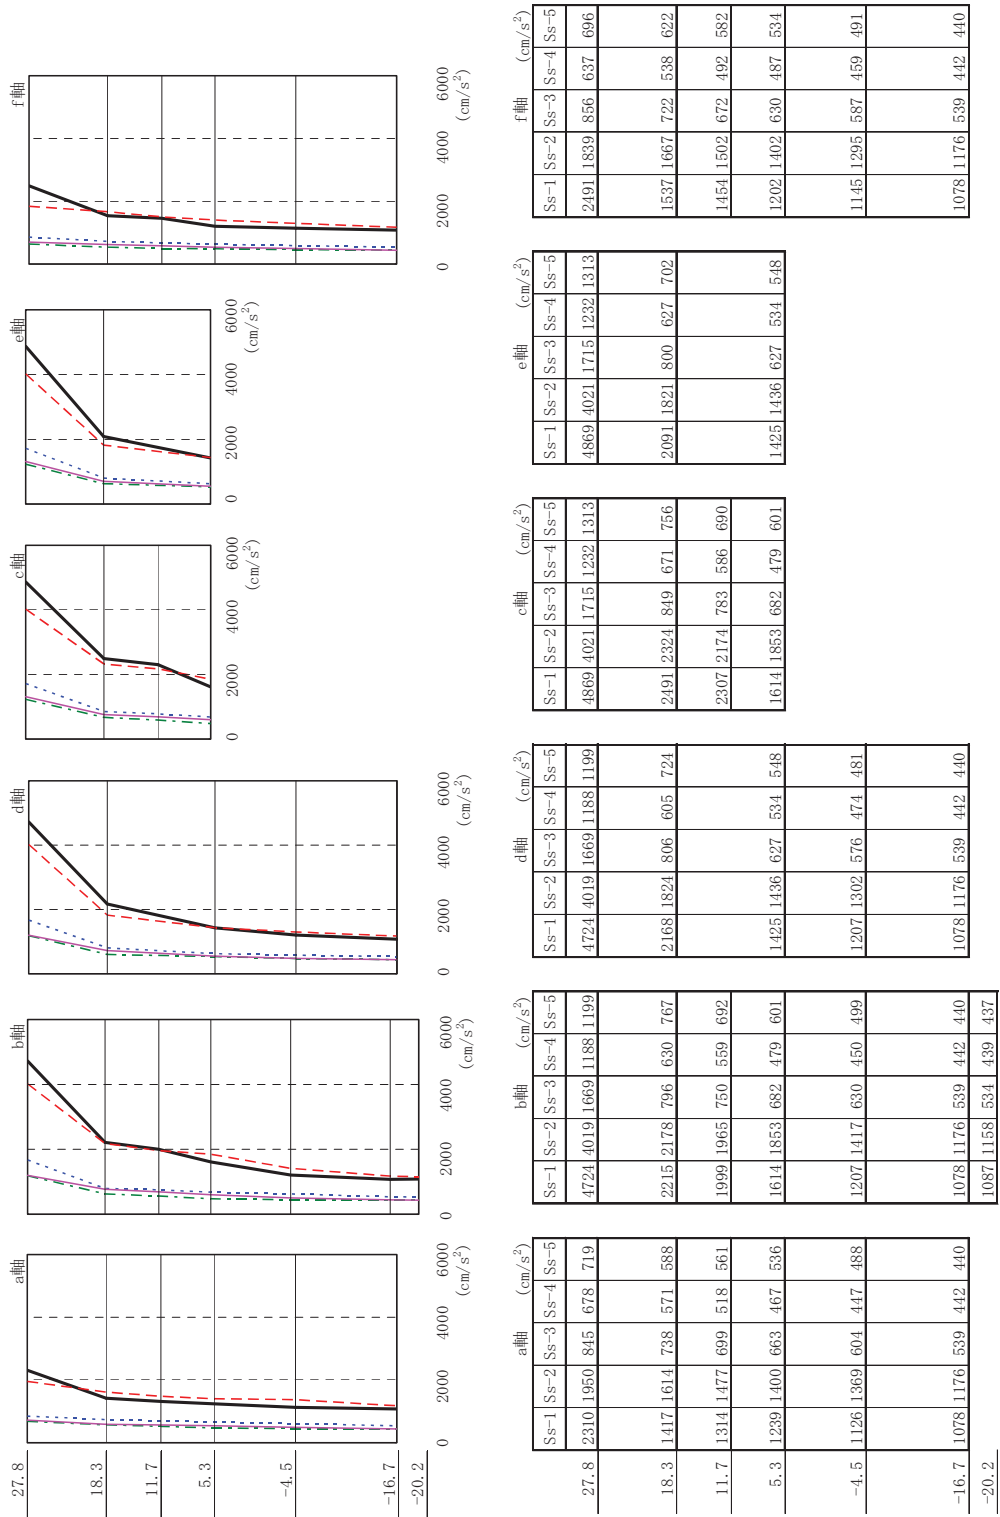 a軸 b軸 d軸 c軸 e軸 f軸
27.8
18.3
11.7
5.3
0 2000 4000 6000 0 2000 4000 6000
(cm/s²) (cm/s²)
-4.5
-16.7
-20.2
0 2000 4000 6000 0 2000 4000 6000 0 2000 4000 6000 0 2000 4000 6000
(cm/s²) (cm/s²) (cm/s²) (cm/s²)
a軸 (cm/s²) b軸 (cm/s²) d軸 (cm/s²) c軸 (cm/s²) e軸 (cm/s²) f軸 (cm/s²)
Ss-1 Ss-2 Ss-3 Ss-4 Ss-5 Ss-1 Ss-2 Ss-3 Ss-4 Ss-5 Ss-1 Ss-2 Ss-3 Ss-4 Ss-5 Ss-1 Ss-2 Ss-3 Ss-4 Ss-5 Ss-1 Ss-2 Ss-3 Ss-4 Ss-5 Ss-1 Ss-2 Ss-3 Ss-4 Ss-5
27.8 2310 1950 845 678 719 4724 4019 1669 1188 1199 4724 4019 1669 1188 1199 4869 4021 1715 1232 1313 4869 4021 1715 1232 1313 2491 1839 856 637 696
18.3 1417 1614 738 571 588 2215 2178 796 630 767 2168 1824 806 605 724 2491 2324 849 671 756 2091 1821 800 627 702 1537 1667 722 538 622
11.7 1314 1477 699 518 561 1999 1965 750 559 692 2307 2174 783 586 690 1454 1502 672 492 582
5.3 1239 1400 663 467 536 1614 1853 682 479 601 1425 1436 627 534 548 1614 1853 682 479 601 1425 1436 627 534 548 1202 1402 630 487 534
-4.5 1126 1369 604 447 488 1207 1417 630 450 499 1207 1302 576 474 481 1145 1295 587 459 491
-16.7 1078 1176 539 442 440 1078 1176 539 442 440 1078 1176 539 442 440 1078 1176 539 442 440
-20.2 1087 1158 534 439 437